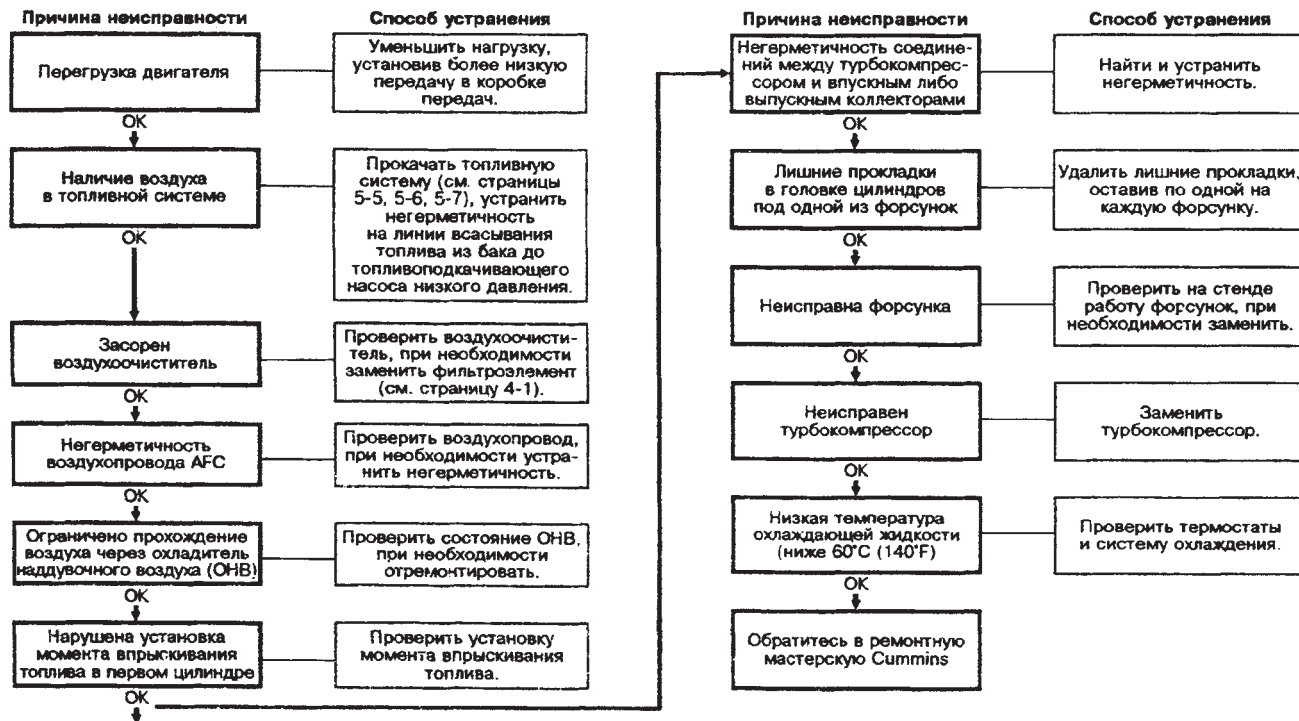 Причина неисправности
Способ устранения
Перегрузка двигателя
Уменьшить нагрузку,
установив более низкую
передачу в коробке
передач.
OK
Наличие воздуха
в топливной системе
Прокачать топливную
систему (см. страницы
5-5, 5-6, 5-7), устранить
негерметичность
на линии всасывания
топлива из бака до
топливоподкачивающего
насоса низкого давления.
OK
Засорен
воздухоочиститель
Проверить воздухоочисти-
тель, при необходимости
заменить фильтроэлемент
(см. страницу 4-1).
OK
Негерметичность
воздухопровода AFC
Проверить воздухопровод,
при необходимости устра-
нить негерметичность.
OK
Ограничено прохождение
воздуха через охладитель
наддувочного воздуха (ОНВ)
Проверить состояние ОНВ,
при необходимости
отремонтировать.
OK
Нарушена установка
момента впрыскивания
топлива в первом цилиндре
Проверить установку
момента впрыскивания
топлива.
OK
Причина неисправности
Способ устранения
Негерметичность соедине-
ний между турбокомпрес-
сором и впускным либо
выпускным коллекторами
Найти и устранить
негерметичность.
OK
Лишние прокладки
в головке цилиндров
под одной из форсунок
Удалить лишние прокладки,
оставив по одной на
каждую форсунку.
OK
Неисправна форсунка
Проверить на стенде
работу форсунок, при
необходимости заменить.
OK
Неисправен
турбокомпрессор
Заменить
турбокомпрессор.
OK
Низкая температура
охлаждающей жидкости
(ниже 60°C (140°F)
Проверить термостаты
и систему охлаждения.
OK
Обратитесь в ремонтную
мастерскую Cummins